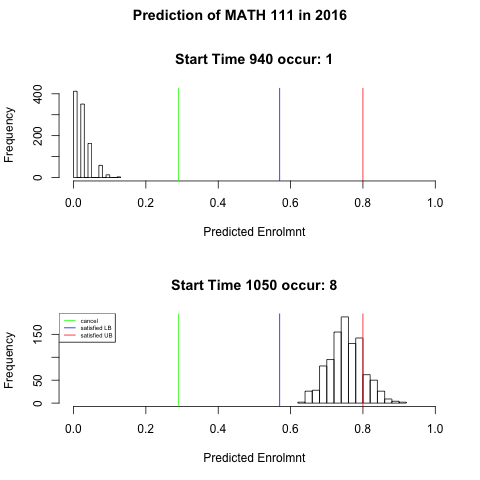 Prediction of MATH 111 in 2016
Start Time 940 occur: 1
Frequency
0 200 400
0.0 0.2 0.4 0.6 0.8 1.0
Predicted Enrolmnt
Start Time 1050 occur: 8
Frequency
0 50 150
cancel
satisfied LB
satisfied UB
0.0 0.2 0.4 0.6 0.8 1.0
Predicted Enrolmnt